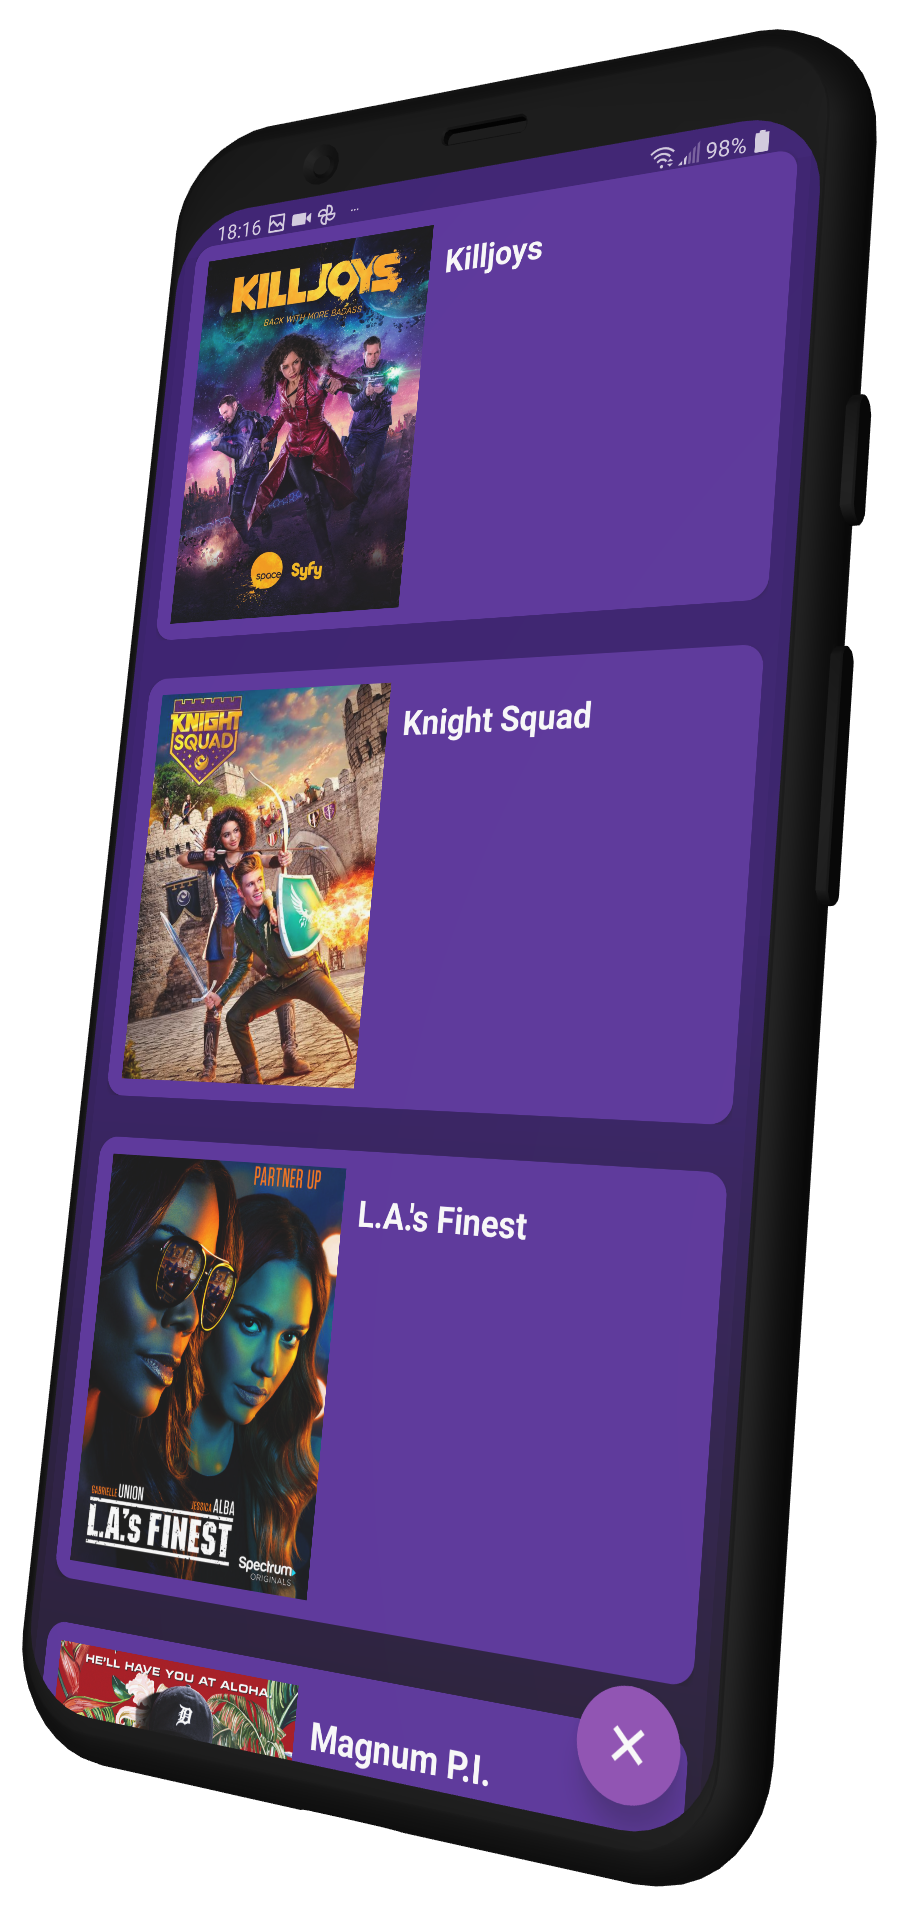 18:16
98%
KILLJOYS
BACK WITH MORE BADASS
space
Syfy
Killjoys
KNIGHT
SQUAD
Knight Squad
PARTNER UP
GABRIELLE UNION
JESSICA ALBA
L.A.'s FINEST
Spectrum
ORIGINALS
L.A.'s Finest
HE'LL HAVE YOU AT ALOHA.
D
Magnum P.I.